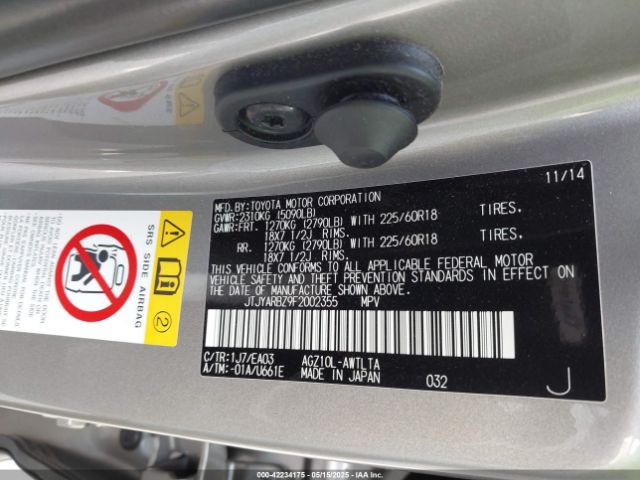 11/14
MFD. BY: TOYOTA MOTOR CORPORATION
GVWR: 2310KG (5090LB)
GAWR: FRT. 1270KG (2790LB) WITH 225/60R18 TIRES,
18X7 1/2J RIMS.
RR. 1270KG (2790LB) WITH 225/60R18 TIRES,
18X7 1/2J RIMS.
THIS VEHICLE CONFORMS TO ALL APPLICABLE FEDERAL MOTOR
VEHICLE SAFETY AND THEFT PREVENTION STANDARDS IN EFFECT ON
THE DATE OF MANUFACTURE SHOWN ABOVE.
JTJYARBZ9F2002355 MPV
C/TR: 1J7/EA03 AGZ10L-AWTLTA
A/TM: -01A/U661E MADE IN JAPAN 032
J
SRS SIDE AIRBAG
2
© 42234175 - 05/15/2025 - IAAI.COM